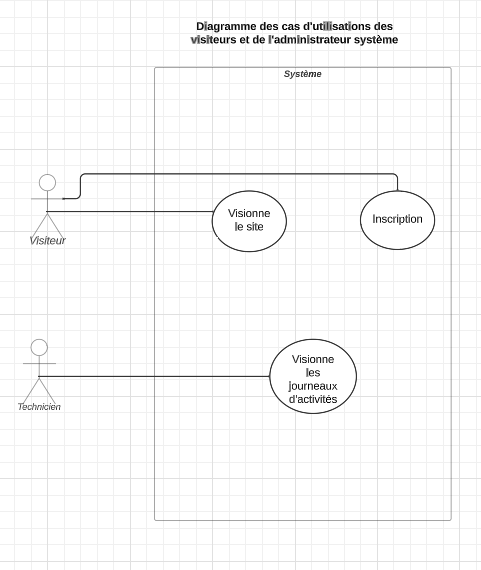 Diagramme des cas d'utilisations des
visiteurs et de l'administrateur système
Système
Visionne
le site
Inscription
Visiteur
Visionne
les
journeaux
d'activités
Technicien